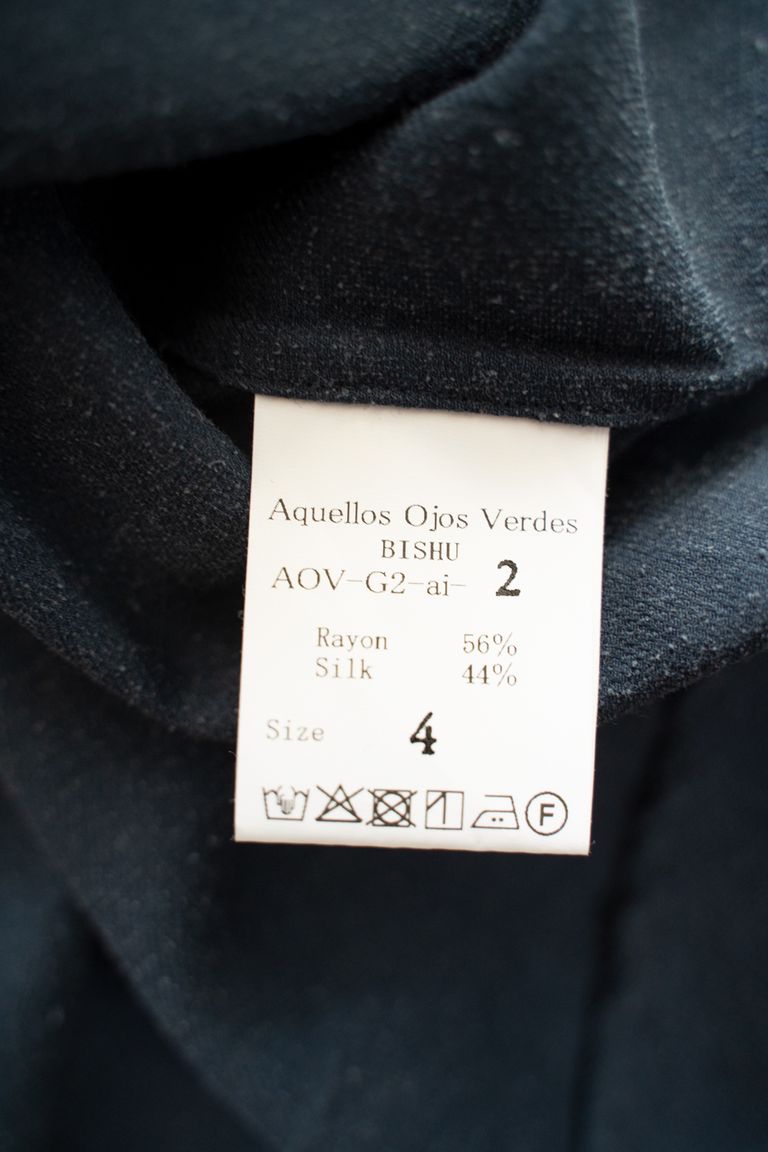 Aquellos Ojos Verdes
BISHU
AOV-G2-ai- 2
Rayon 56%
Silk 44%
Size 4
F